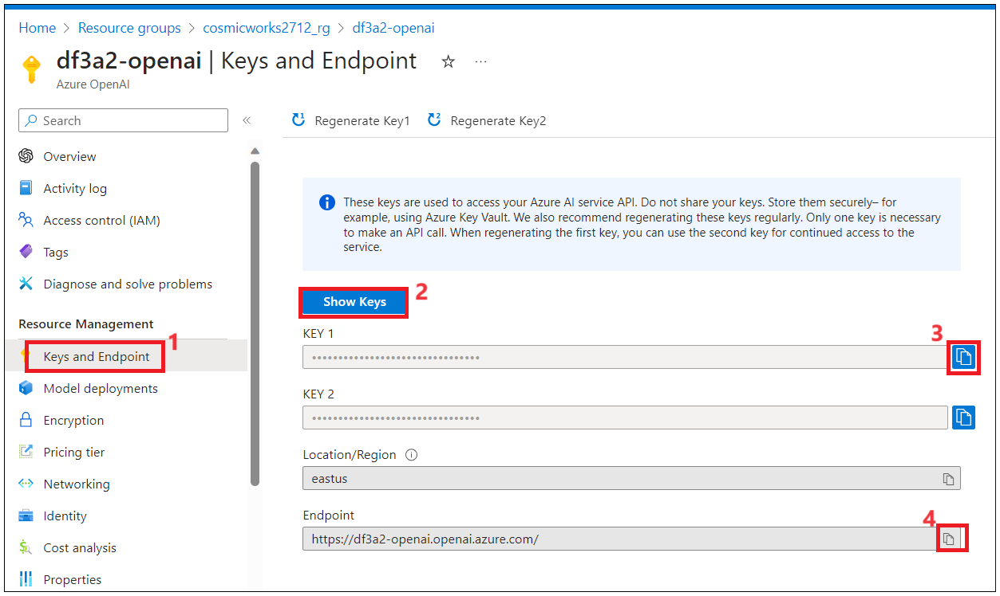 Home > Resource groups > cosmicworks2712_rg > df3a2-openai
df3a2-openai | Keys and Endpoint ☆ ...
Azure OpenAI
Search «
Overview
Activity log
Access control (IAM)
Tags
Diagnose and solve problems
Resource Management
Keys and Endpoint
1
Model deployments
Encryption
Pricing tier
Networking
Identity
Cost analysis
Properties
1 Regenerate Key1 2 Regenerate Key2
These keys are used to access your Azure AI service API. Do not share your keys. Store them securely– for
example, using Azure Key Vault. We also recommend regenerating these keys regularly. Only one key is necessary
to make an API call. When regenerating the first key, you can use the second key for continued access to the
service.
Show Keys
2
KEY 1
3
••••••••••••••••••••••••••••••••
KEY 2
••••••••••••••••••••••••••••••••
Location/Region
eastus
Endpoint
4
https://df3a2-openai.openai.azure.com/